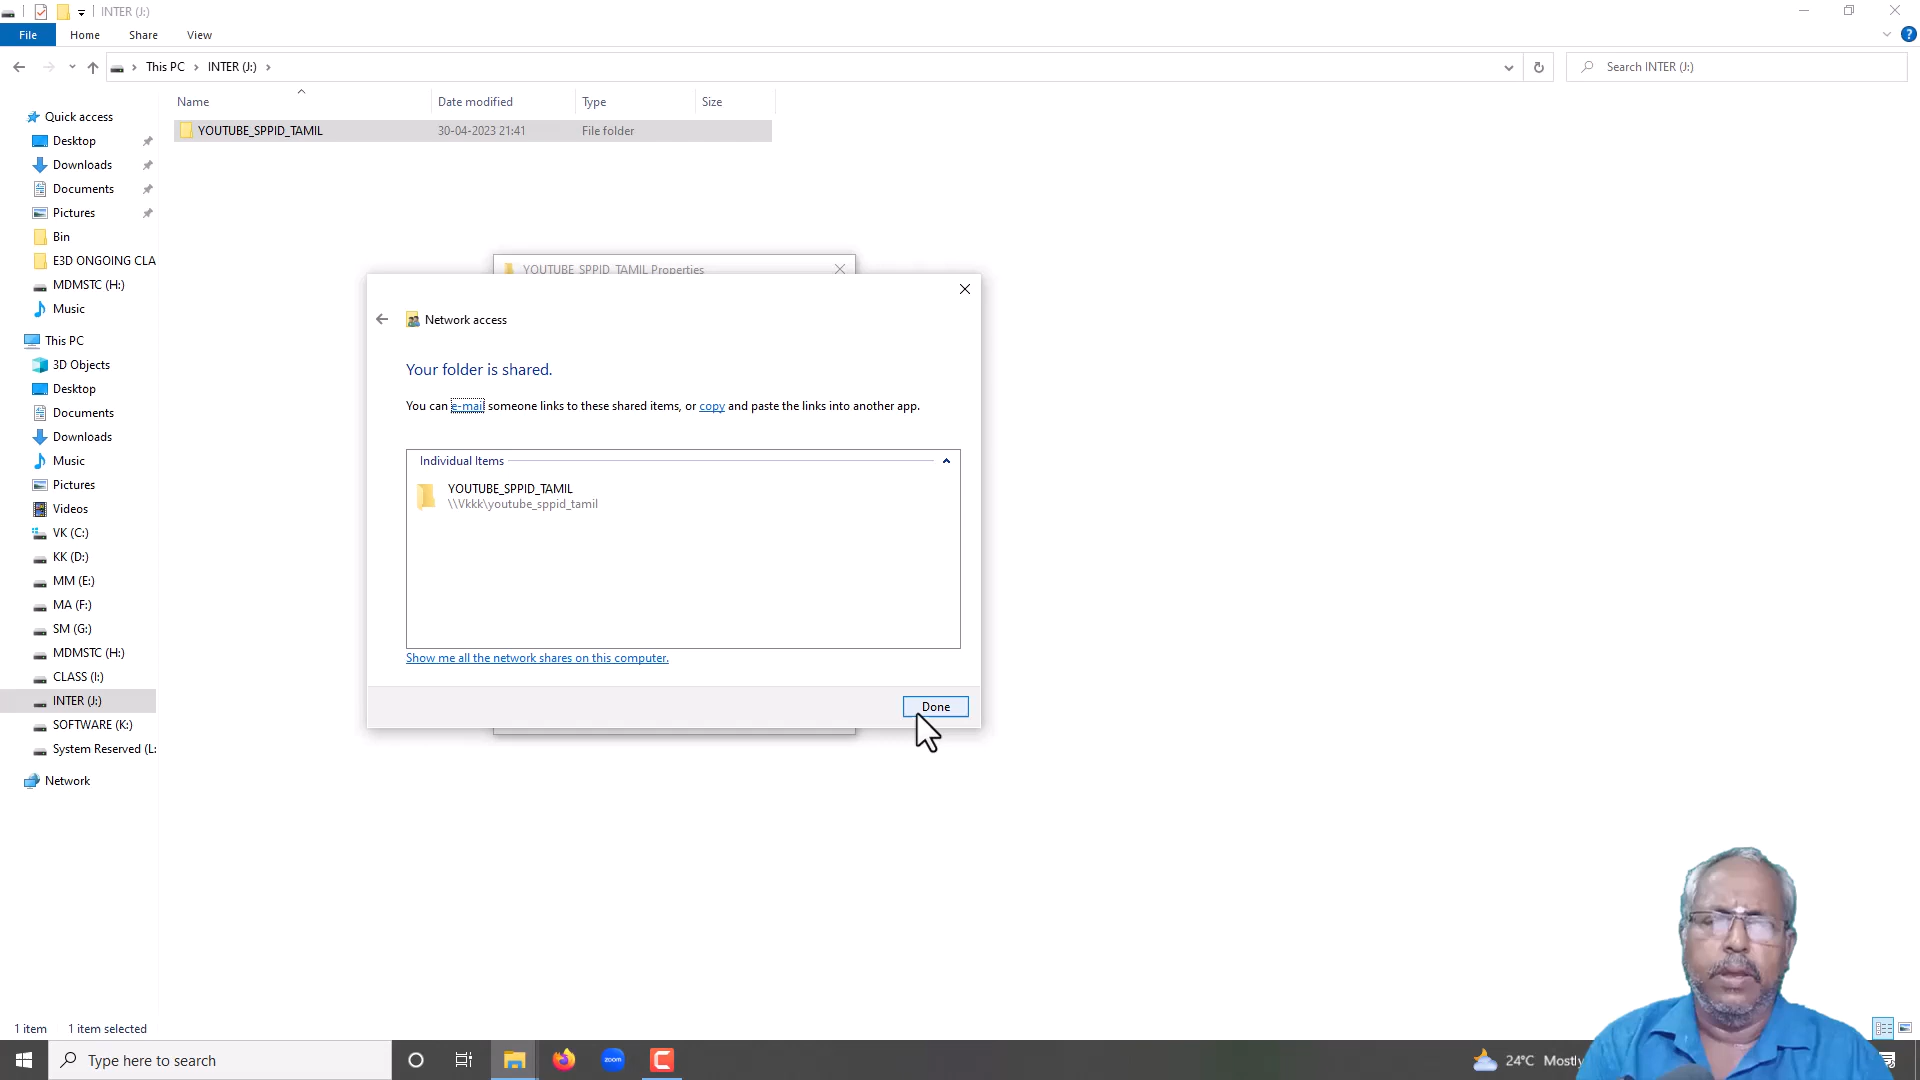 INTER (J:)
File Home Share View
This PC INTER (J:)
Search INTER (J:)
Name Date modified Type Size
YOUTUBE_SPPID_TAMIL 30-04-2023 21:41 File folder
Quick access
Desktop
Downloads
Documents
Pictures
Bin
E3D ONGOING CLA
MDMSTC (H:)
Music
This PC
3D Objects
Desktop
Documents
Downloads
Music
Pictures
Videos
VK (C:)
KK (D:)
MM (E:)
MA (F:)
SM (G:)
MDMSTC (H:)
CLASS (I:)
INTER (J:)
SOFTWARE (K:)
System Reserved (L:
Network
YOUTUBE_SPPID_TAMIL Properties
Network access
Your folder is shared.
You can e-mail someone links to these shared items, or copy and paste the links into another app.
Individual Items
YOUTUBE_SPPID_TAMIL
\\Vkkk\youtube_sppid_tamil
Show me all the network shares on this computer.
Done
1 item 1 item selected
Type here to search
zoom
24°C Mostly